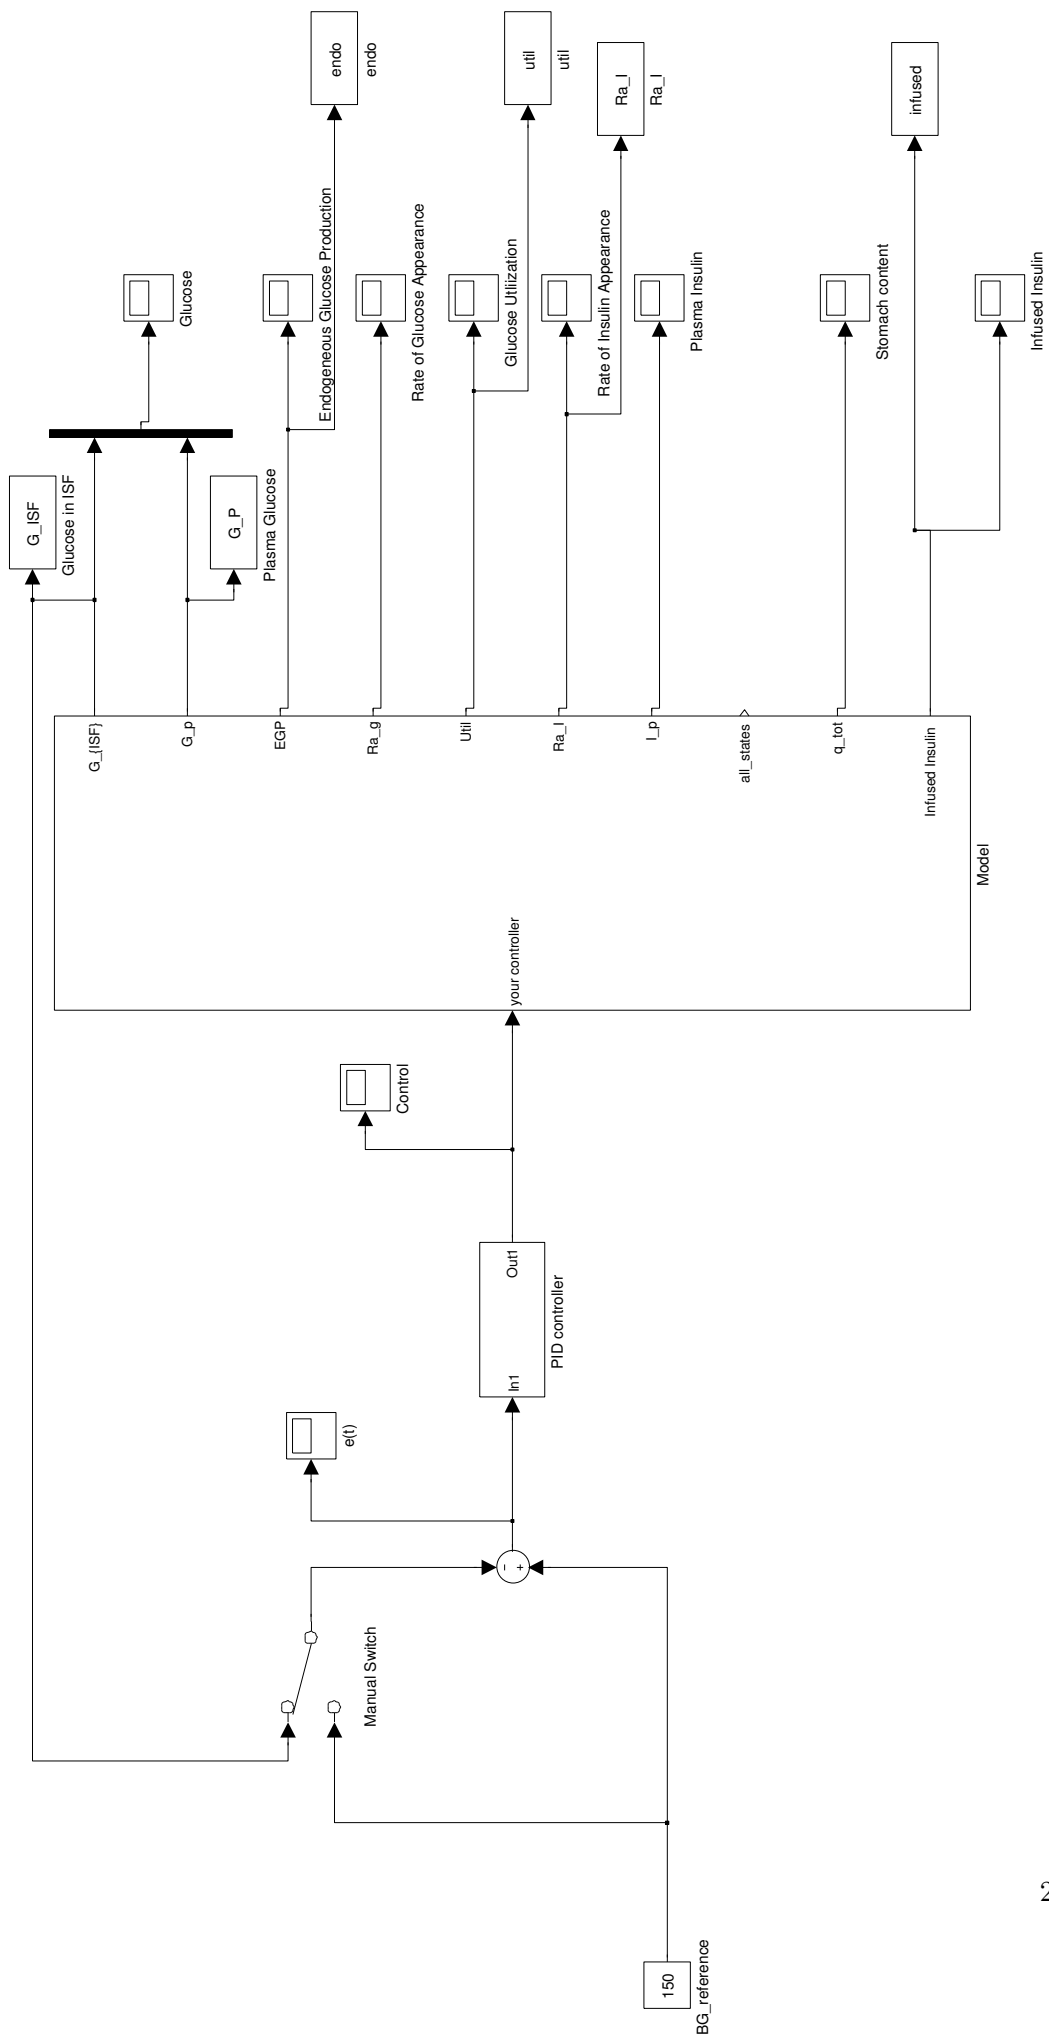 150
BG_reference
Manual Switch
-
+
e(t)
In1
Out1
PID controller
Control
your controller
Model
G_{ISF}
G_p
EGP
Ra_g
Util
Ra_I
I_p
all_states
q_tot
Infused Insulin
G_ISF
Glucose in ISF
G_P
Plasma Glucose
Glucose
Endogeneous Glucose Production
Rate of Glucose Appearance
Glucose Utliization
Rate of Insulin Appearance
Plasma Insulin
Stomach content
Infused Insulin
endo
endo
util
util
Ra_I
Ra_I
infused
2